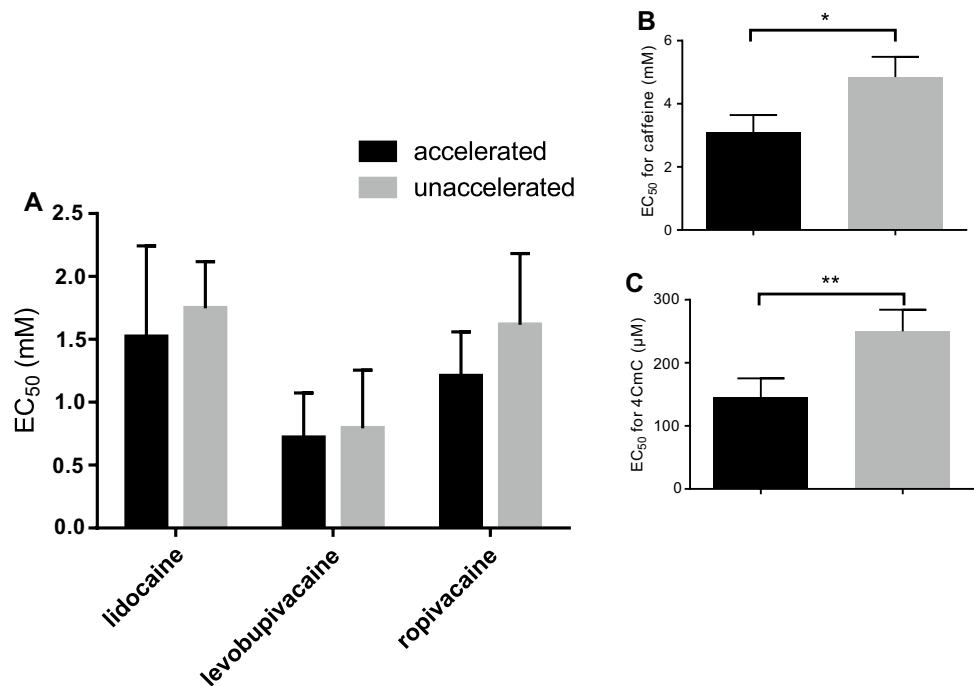 A
accelerated
unaccelerated
EC50 (mM)
2.5
2.0
1.5
1.0
0.5
0.0
lidocaine
levobupivacaine
ropivacaine
B
*
EC50 for caffeine (mM)
6
4
2
0
C
**
EC50 for 4CmC (µM)
300
200
100
0